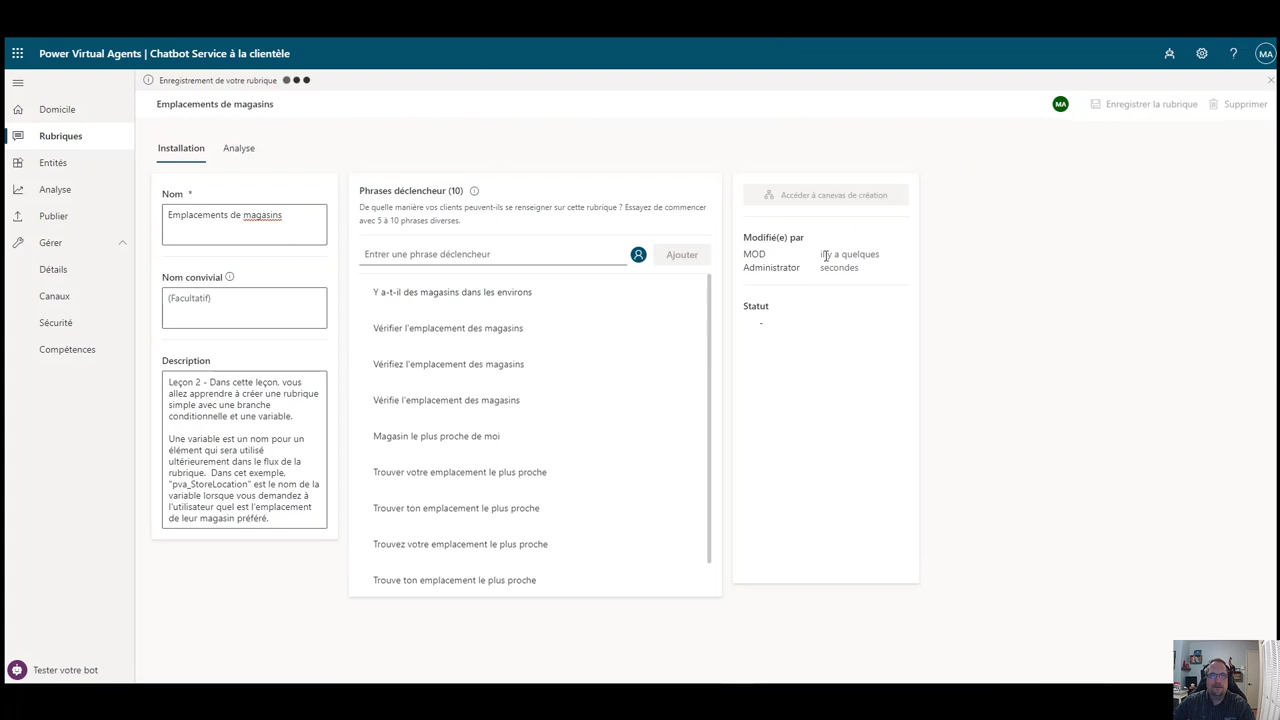 Power Virtual Agents | Chatbot Service à la clientèle
MA
Enregistrement de votre rubrique
Emplacements de magasins
MA
Enregistrer la rubrique
Supprimer
Domicile
Rubriques
Entités
Analyse
Publier
Gérer
Détails
Canaux
Sécurité
Compétences
Tester votre bot
Installation
Analyse
Nom *
Emplacements de magasins
Nom convivial
(Facultatif)
Description
Leçon 2 - Dans cette leçon, vous
allez apprendre à créer une rubrique
simple avec une branche
conditionnelle et une variable.
Une variable est un nom pour un
élément qui sera utilisé
ultérieurement dans le flux de la
rubrique. Dans cet exemple,
"pva_StoreLocation" est le nom de la
variable lorsque vous demandez à
l'utilisateur quel est l'emplacement
de leur magasin préféré.
Phrases déclencheur (10)
De quelle manière vos clients peuvent-ils se renseigner sur cette rubrique ? Essayez de commencer
avec 5 à 10 phrases diverses.
Entrer une phrase déclencheur
Ajouter
Y a-t-il des magasins dans les environs
Vérifier l'emplacement des magasins
Vérifiez l'emplacement des magasins
Vérifie l'emplacement des magasins
Magasin le plus proche de moi
Trouver votre emplacement le plus proche
Trouver ton emplacement le plus proche
Trouvez votre emplacement le plus proche
Trouve ton emplacement le plus proche
Accéder à canevas de création
Modifié(e) par
MOD
Administrator
il y a quelques
secondes
Statut
-